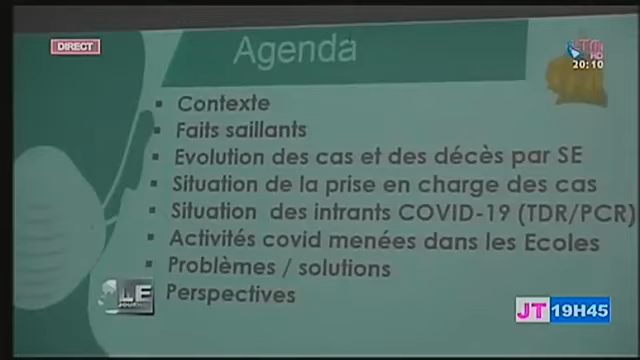 DIRECT
Agenda
20:10
▪ Contexte
▪ Faits saillants
▪ Evolution des cas et des décès par SE
▪ Situation de la prise en charge des cas
▪ Situation des intrants COVID-19 (TDR/PCR)
▪ Activités covid menées dans les Ecoles
▪ Problèmes / solutions
Perspectives
LE
JT 19H45